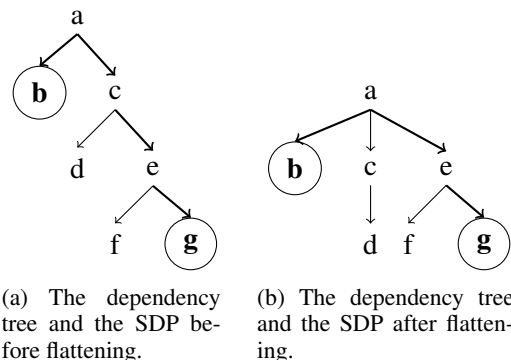 a
b c
d e
f g
(a) The dependency
tree and the SDP be-
fore flattening.
a
b c e
d f g
(b) The dependency tree
and the SDP after flatten-
ing.